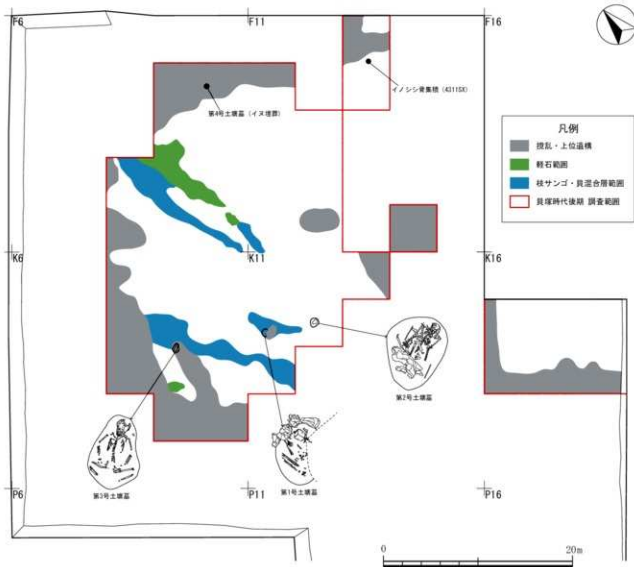 F6
F11
F16
イノシシ骨集積（4311SX）
第4号土壙墓（イヌ埋葬）
凡例
撹乱・上位遺構
軽石範囲
枝サンゴ・貝混合層範囲
貝塚時代後期 調査範囲
K6
K11
K16
第2号土壙墓
第3号土壙墓
第1号土壙墓
P6
P11
P16
0
20m